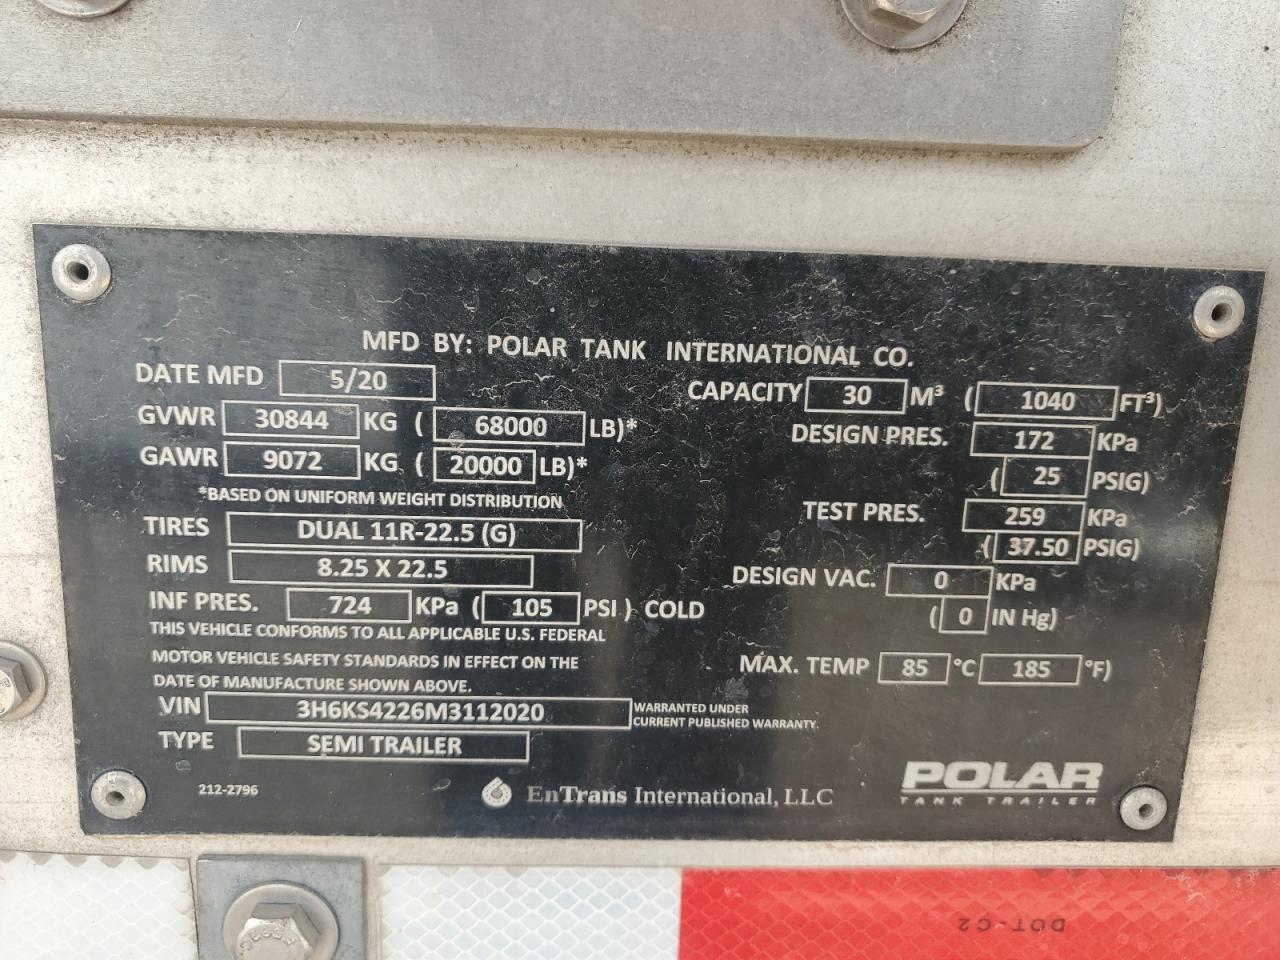 MFD BY: POLAR TANK INTERNATIONAL CO.
DATE MFD 5/20
GVWR 30844 KG ( 68000 LB)*
GAWR 9072 KG ( 20000 LB)*
*BASED ON UNIFORM WEIGHT DISTRIBUTION
TIRES DUAL 11R-22.5 (G)
RIMS 8.25 X 22.5
INF PRES. 724 KPa ( 105 PSI ) COLD
THIS VEHICLE CONFORMS TO ALL APPLICABLE U.S. FEDERAL
MOTOR VEHICLE SAFETY STANDARDS IN EFFECT ON THE
DATE OF MANUFACTURE SHOWN ABOVE.
VIN 3H6KS4226M3112020
TYPE SEMI TRAILER
CAPACITY 30 M³ ( 1040 FT³)
DESIGN PRES. 172 KPa
( 25 PSIG)
TEST PRES. 259 KPa
( 37.50 PSIG)
DESIGN VAC. 0 KPa
( 0 IN Hg)
MAX. TEMP 85 °C 185 °F)
WARRANTED UNDER
CURRENT PUBLISHED WARRANTY.
212-2796
EnTrans International, LLC
POLAR
TANK TRAILER
DOT-C2